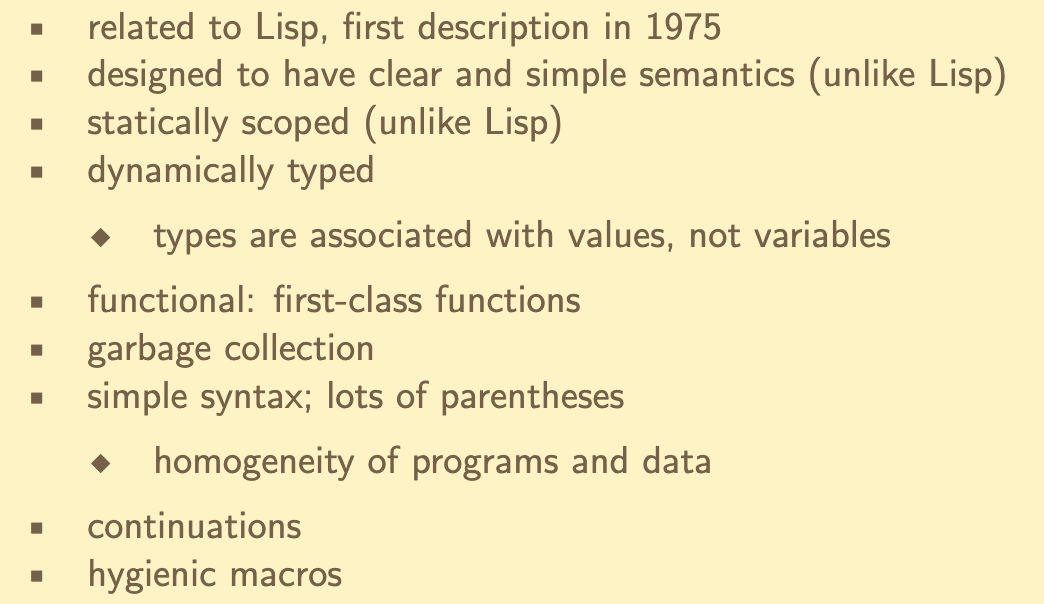 ▪ related to Lisp, first description in 1975
▪ designed to have clear and simple semantics (unlike Lisp)
▪ statically scoped (unlike Lisp)
▪ dynamically typed
◆ types are associated with values, not variables
▪ functional: first-class functions
▪ garbage collection
▪ simple syntax; lots of parentheses
◆ homogeneity of programs and data
▪ continuations
▪ hygienic macros